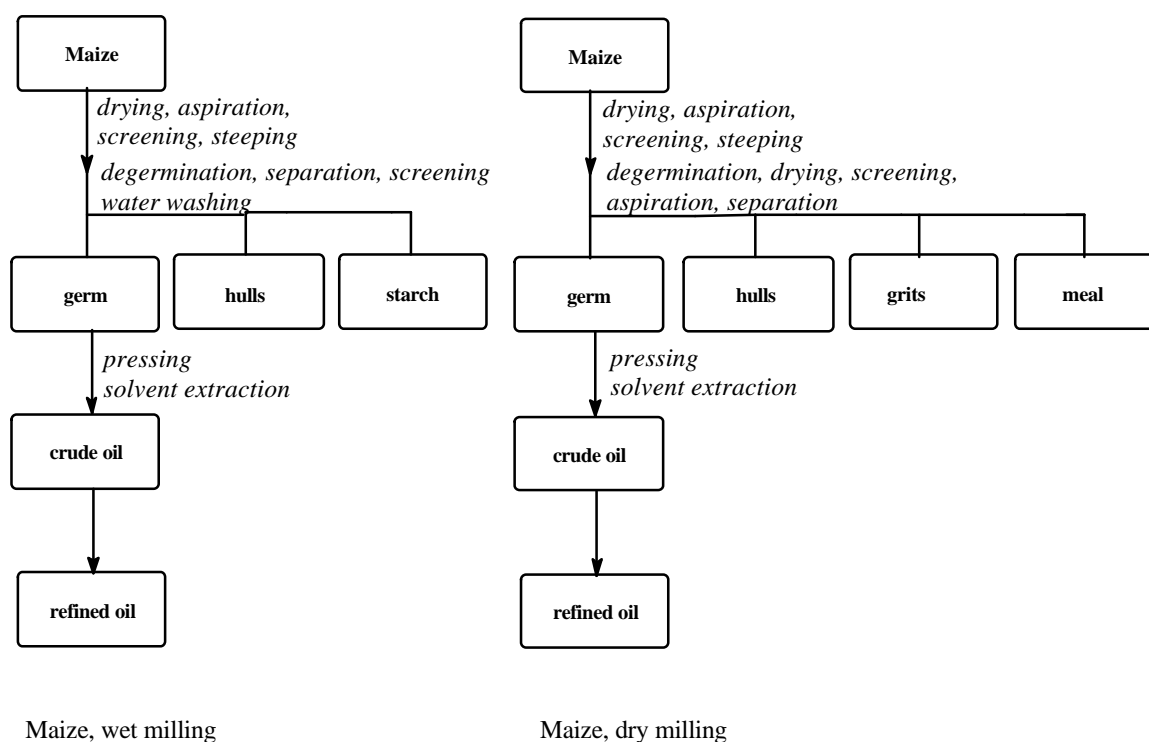 Maize
drying, aspiration,
screening, steeping
degermination, separation, screening
water washing
germ
hulls
starch
pressing
solvent extraction
crude oil
refined oil
Maize, wet milling
Maize
drying, aspiration,
screening, steeping
degermination, drying, screening,
aspiration, separation
germ
hulls
grits
meal
pressing
solvent extraction
crude oil
refined oil
Maize, dry milling